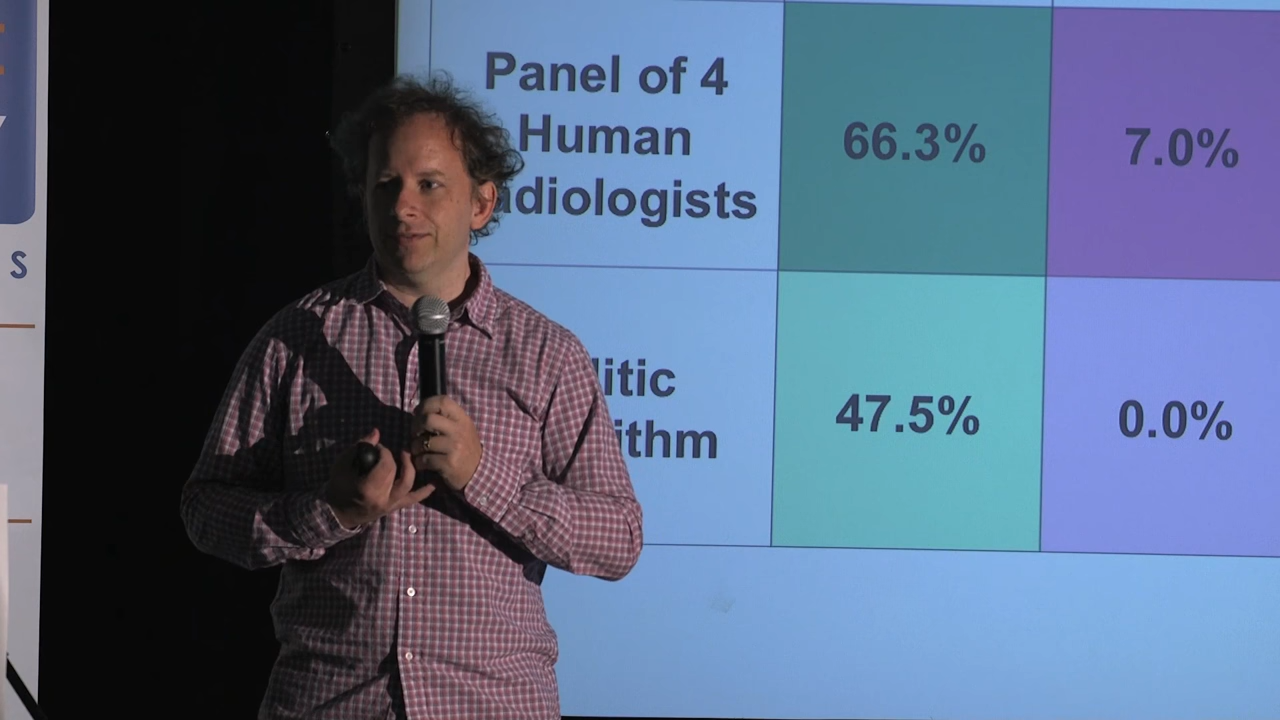 Panel of 4
Human
adiologists
66.3%
7.0%
litic
ithm
47.5%
0.0%
S